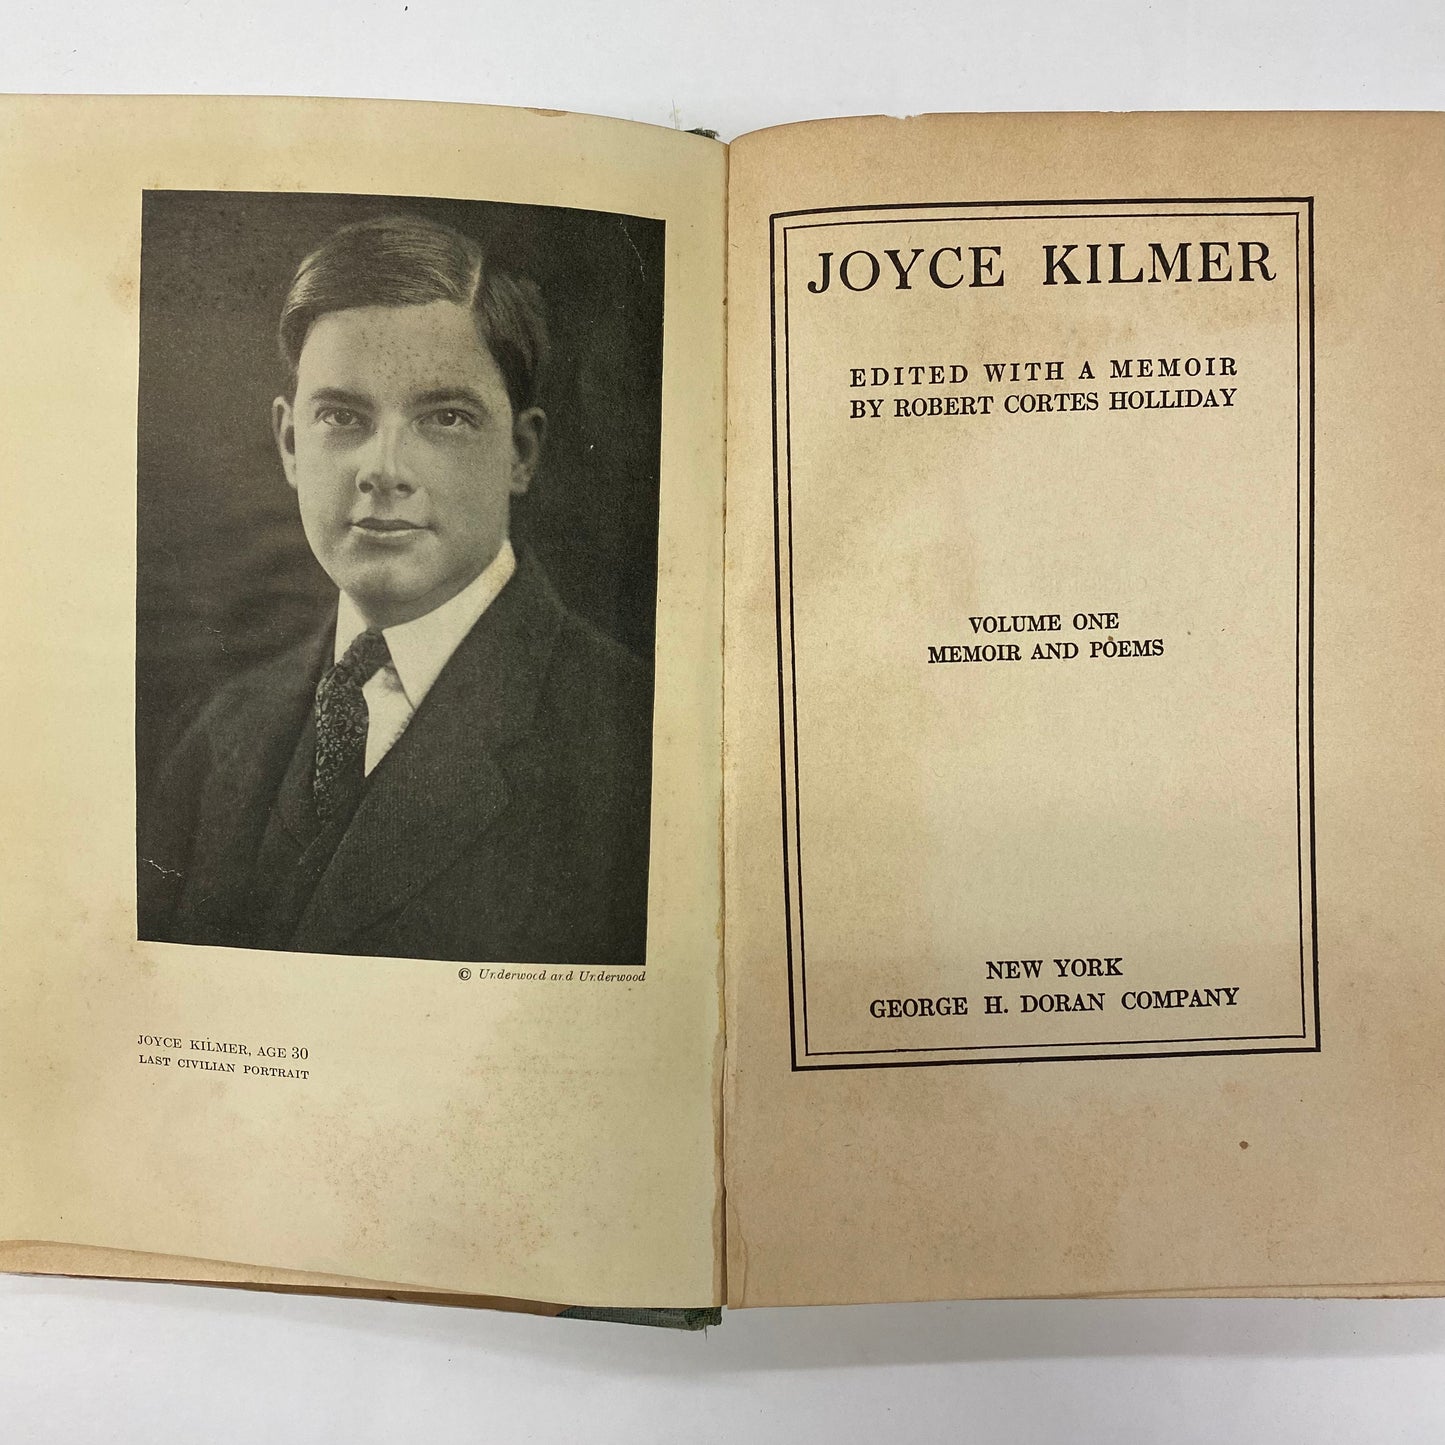 © Underwood and Underwood
JOYCE KILMER, AGE 30
LAST CIVILIAN PORTRAIT
JOYCE KILMER
EDITED WITH A MEMOIR
BY ROBERT CORTES HOLLIDAY
VOLUME ONE
MEMOIR AND POEMS
NEW YORK
GEORGE H. DORAN COMPANY